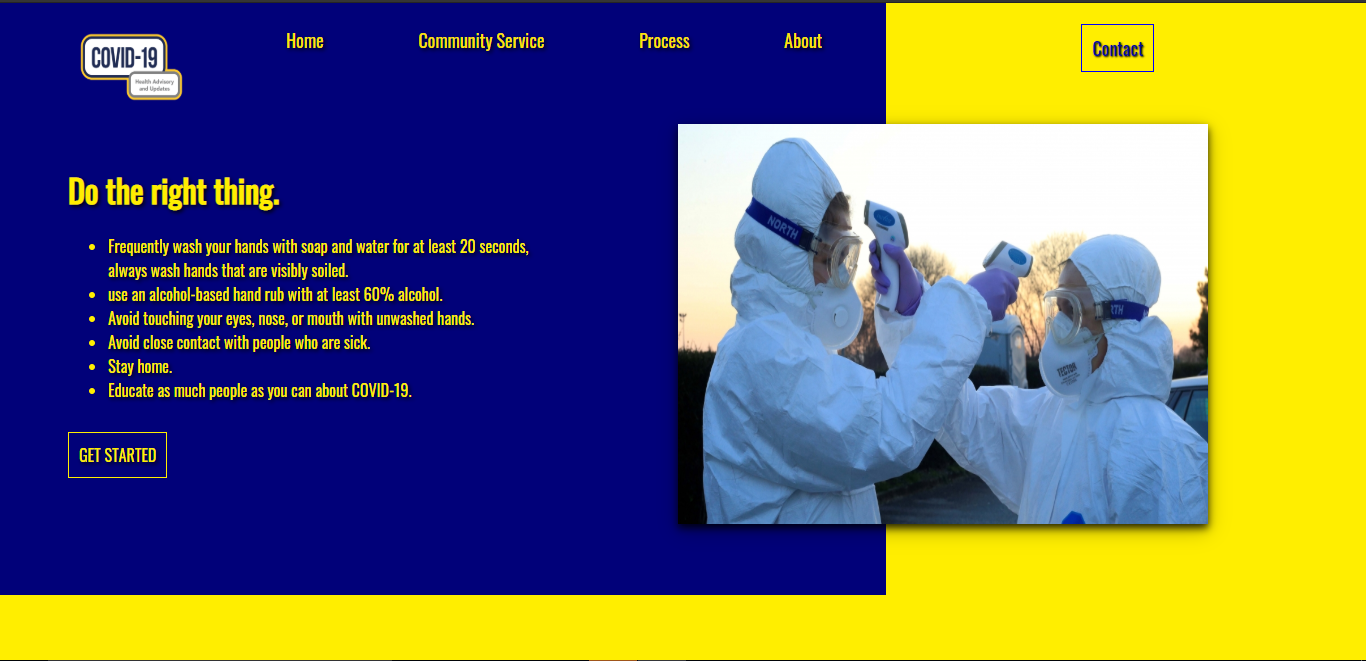 COVID-19
Health Advisory
and Updates
Home
Community Service
Process
About
Contact
Do the right thing.
Frequently wash your hands with soap and water for at least 20 seconds,
always wash hands that are visibly soiled.
use an alcohol-based hand rub with at least 60% alcohol.
Avoid touching your eyes, nose, or mouth with unwashed hands.
Avoid close contact with people who are sick.
Stay home.
Educate as much people as you can about COVID-19.
GET STARTED
NORTH
RTH